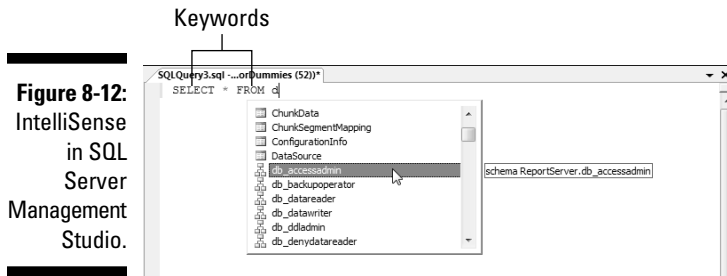 Keywords
Figure 8-12:
IntelliSense
in SQL
Server
Management
Studio.
SQLQuery3.sql -...orDummies (52))*
SELECT * FROM d
ChunkData
ChunkSegmentMapping
ConfigurationInfo
DataSource
db_accessadmin
schema ReportServer.db_accessadmin
db_backupoperator
db_datareader
db_datawriter
db_ddladmin
db_denydatareader